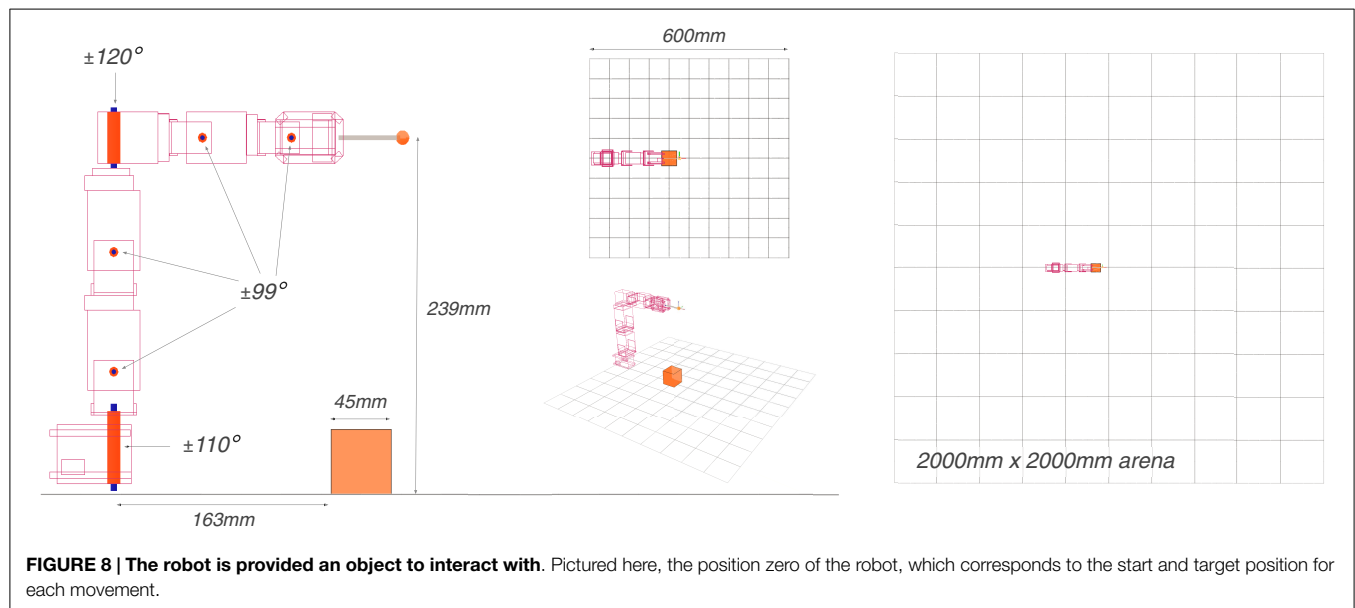 ±120°
600mm
±99°
239mm
45mm
±110°
163mm
2000mm x 2000mm arena
FIGURE 8 | The robot is provided an object to interact with. Pictured here, the position zero of the robot, which corresponds to the start and target position for
each movement.